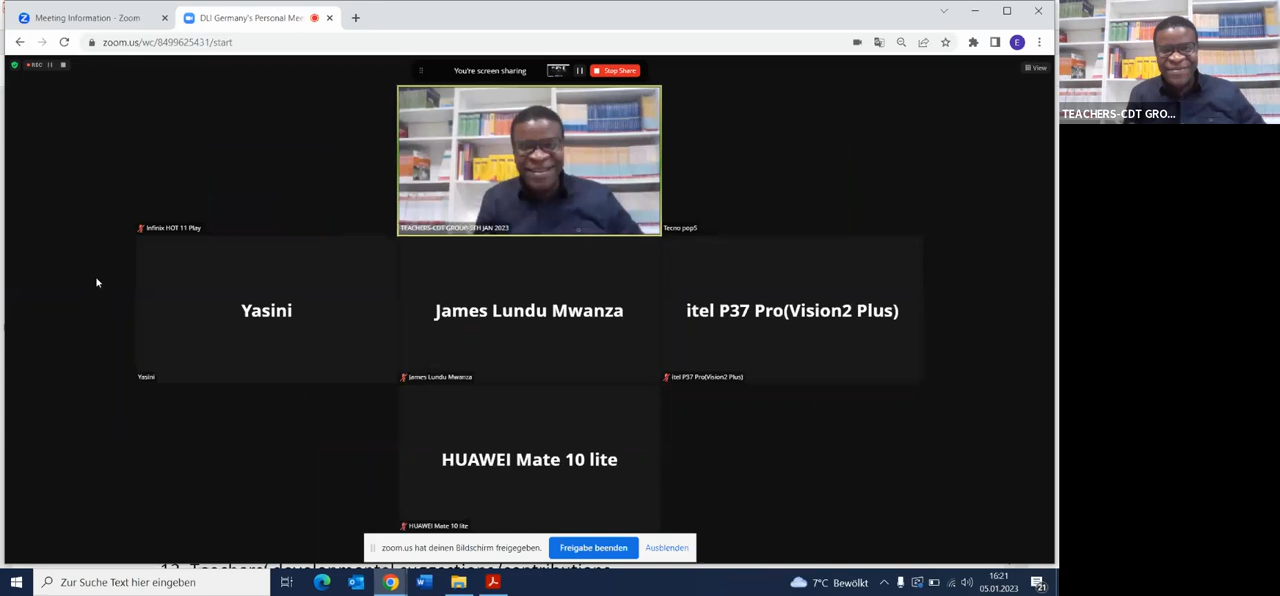 Meeting Information - Zoom
DLI Germany's Personal Mee
zoom.us/wc/8499625431/start
E
REC
You're screen sharing
Stop Share
View
TEACHERS-CDT GRO...
Infinix HOT 11 Play
TEACHERS-CDT GROUP-5TH JAN 2023
Tecno pop5
Yasini
James Lundu Mwanza
itel P37 Pro(Vision2 Plus)
Yasini
James Lundu Mwanza
itel P37 Pro(Vision2 Plus)
HUAWEI Mate 10 lite
HUAWEI Mate 10 lite
zoom.us hat deinen Bildschirm freigegeben.
Freigabe beenden
Ausblenden
Zur Suche Text hier eingeben
7°C Bewölkt
16:21
05.01.2023
21